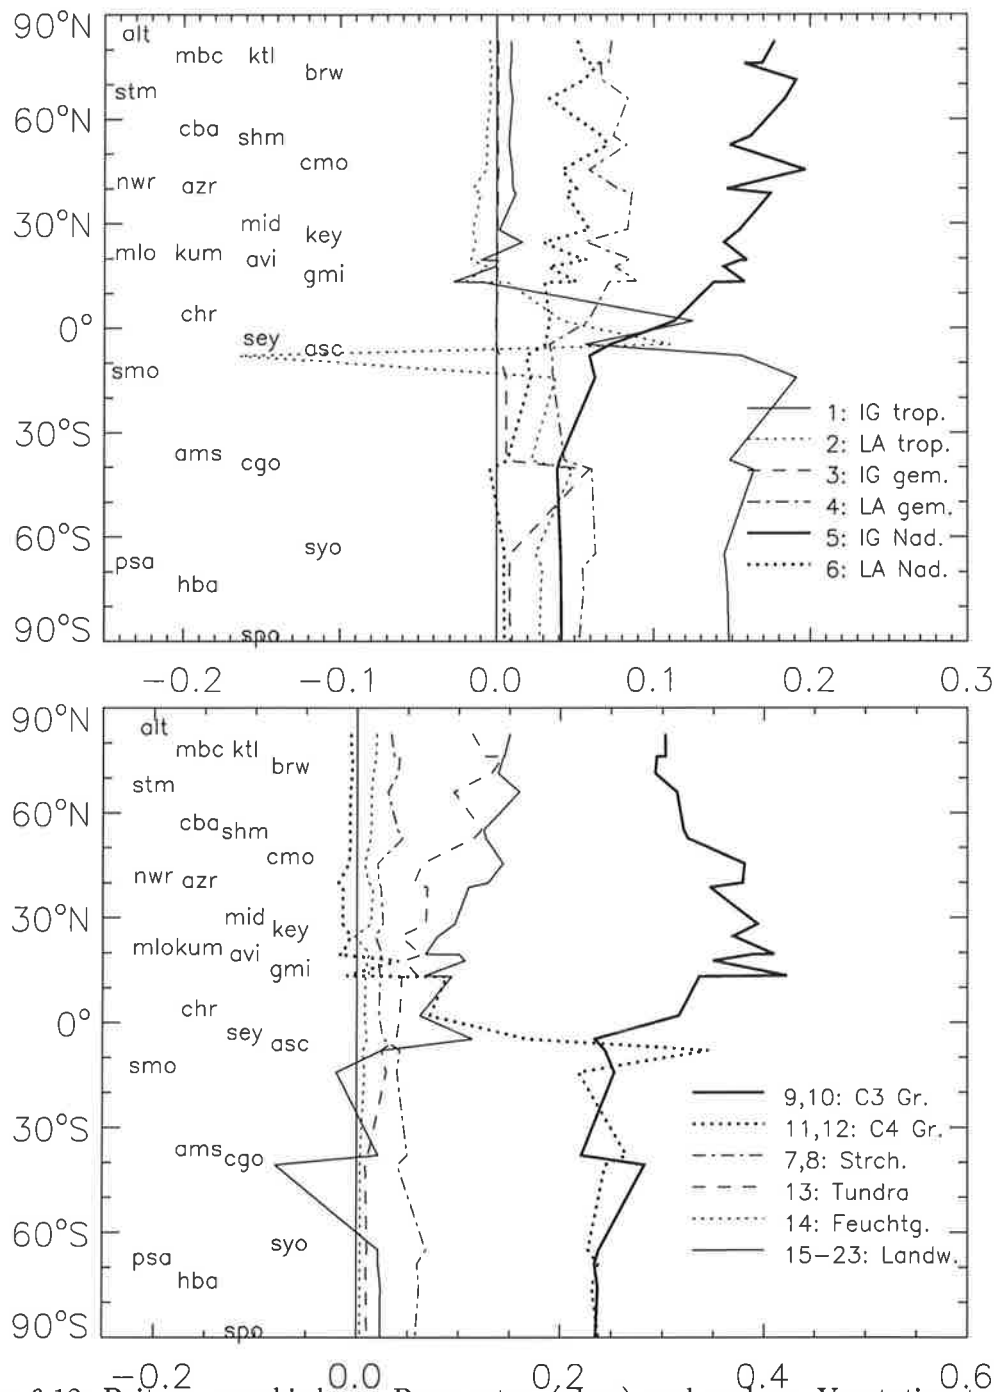 90°N
alt
mbc ktl
brw
stm
60°N
cba
shm
cmo
nwr azr
30°N
mid
key
mlo kum avi
gmi
chr
0°
sey
asc
smo
30°S
1: IG trop.
2: LA trop.
ams cgo
3: IG gem.
4: LA gem.
60°S
syo
5: IG Nad.
psa
6: LA Nad.
hba
90°S
spo
−0.2 −0.1 0.0 0.1 0.2 0.3
90°N
alt
mbc ktl
brw
stm
60°N
cba shm
cmo
nwr azr
30°N
mid key
mlo kum avi
gmi
chr
0°
sey asc
smo
9,10: C3 Gr.
30°S
11,12: C4 Gr.
ams cgo
7,8: Strch.
13: Tundra
60°S
syo
14: Feuchtg.
psa
15−23: Landw.
hba
90°S
spo
−0.2 0.0 0.2 0.4 0.6